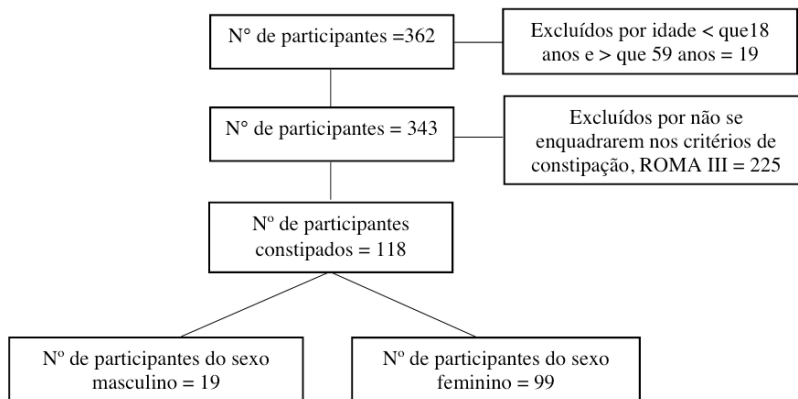 N° de participantes =362
Excluídos por idade < que18
anos e > que 59 anos = 19
N° de participantes = 343
Excluídos por não se
enquadrarem nos critérios de
constipação, ROMA III = 225
Nº de participantes
constipados = 118
Nº de participantes do sexo
masculino = 19
Nº de participantes do sexo
feminino = 99